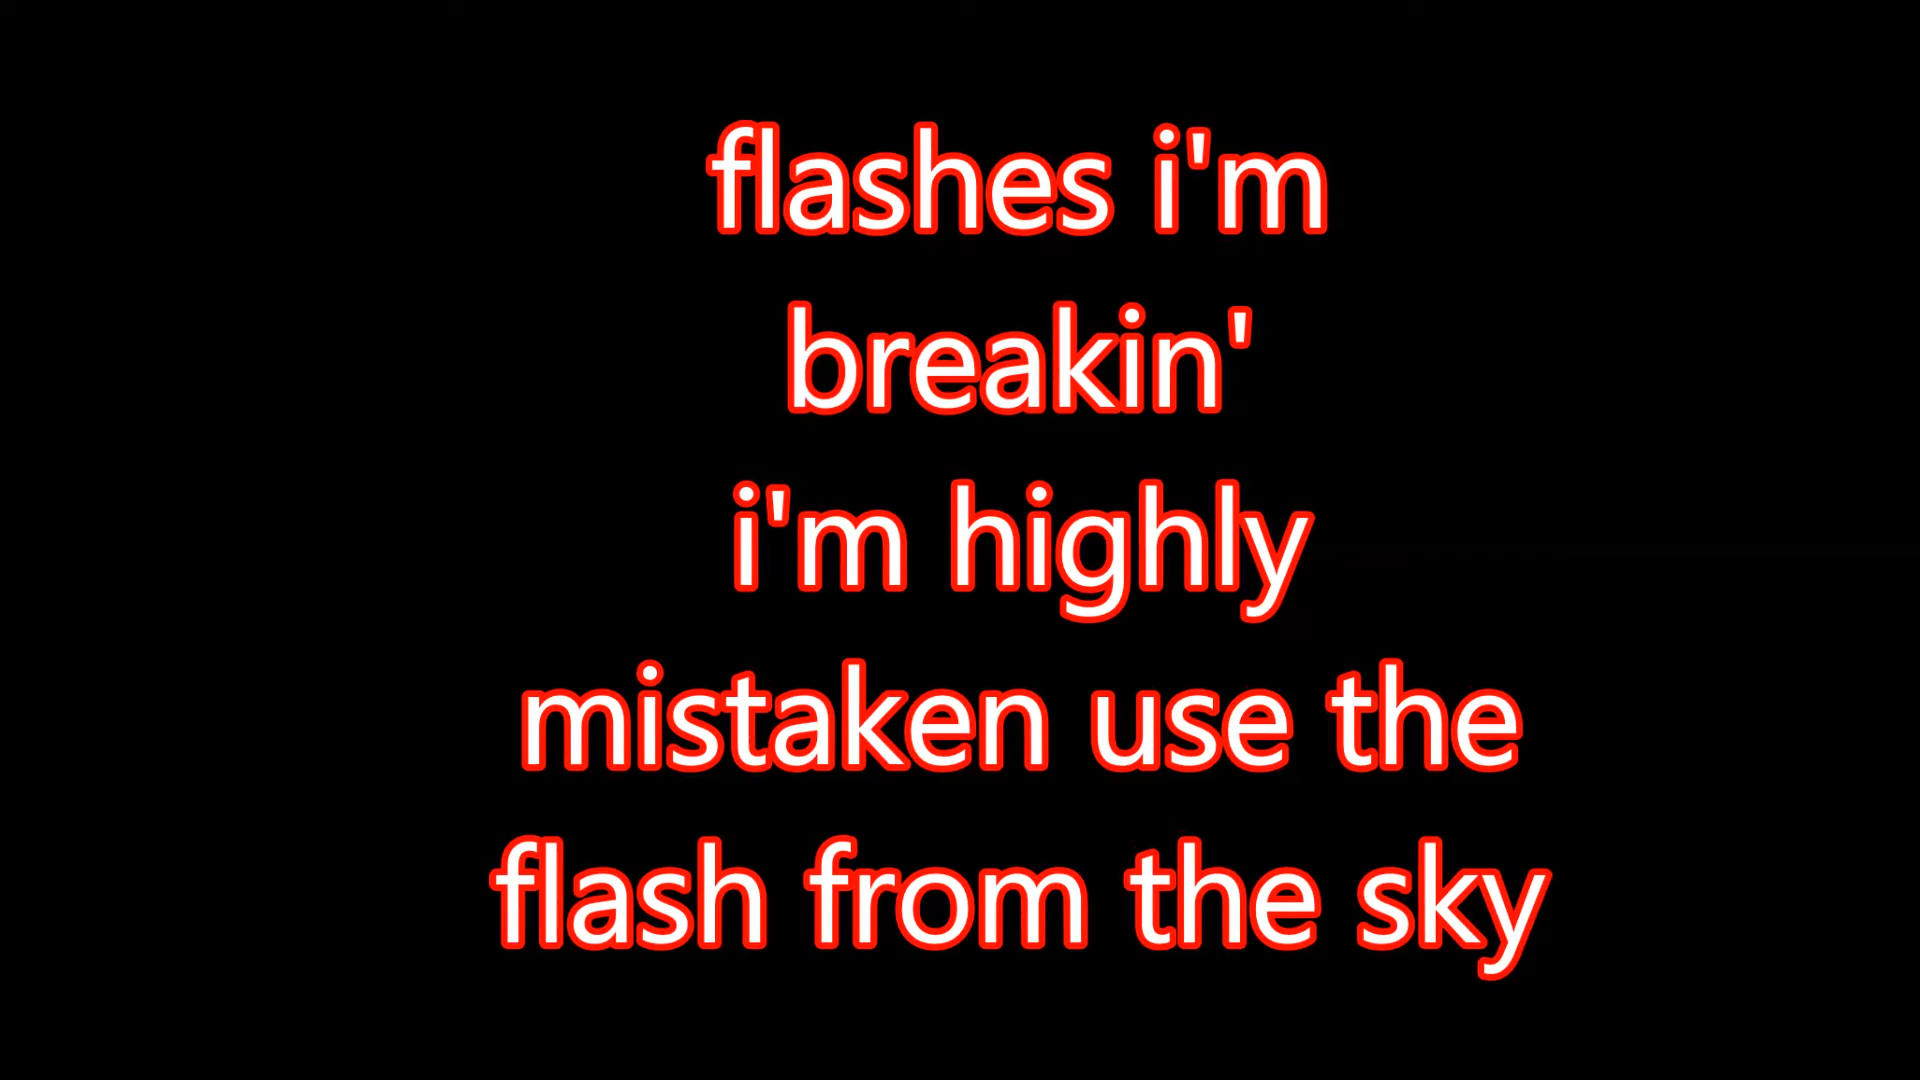 flashes i'm
breakin'
i'm highly
mistaken use the
flash from the sky